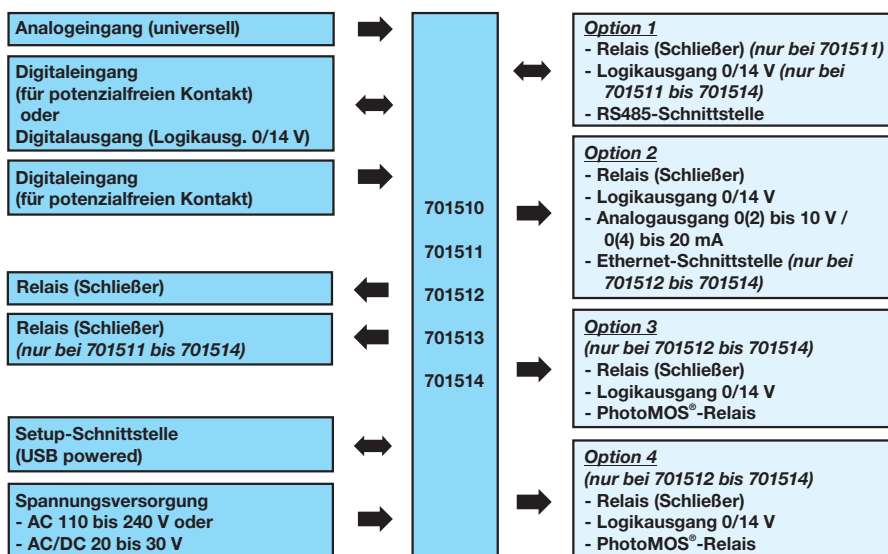 Analogeingang (universell)
Digitaleingang
(für potenzialfreien Kontakt)
oder
Digitalausgang (Logikausg. 0/14 V)
Digitaleingang
(für potenzialfreien Kontakt)
Relais (Schließer)
Relais (Schließer)
(nur bei 701511 bis 701514)
Setup-Schnittstelle
(USB powered)
Spannungsversorgung
- AC 110 bis 240 V oder
- AC/DC 20 bis 30 V
701510
701511
701512
701513
701514
Option 1
- Relais (Schließer) (nur bei 701511)
- Logikausgang 0/14 V (nur bei
701511 bis 701514)
- RS485-Schnittstelle
Option 2
- Relais (Schließer)
- Logikausgang 0/14 V
- Analogausgang 0(2) bis 10 V /
0(4) bis 20 mA
- Ethernet-Schnittstelle (nur bei
701512 bis 701514)
Option 3
(nur bei 701512 bis 701514)
- Relais (Schließer)
- Logikausgang 0/14 V
- PhotoMOS®-Relais
Option 4
(nur bei 701512 bis 701514)
- Relais (Schließer)
- Logikausgang 0/14 V
- PhotoMOS®-Relais